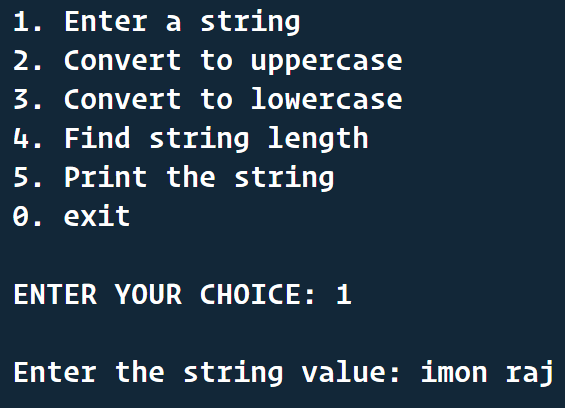 1. Enter a string
2. Convert to uppercase
3. Convert to lowercase
4. Find string length
5. Print the string
0. exit
ENTER YOUR CHOICE: 1
Enter the string value: imon raj